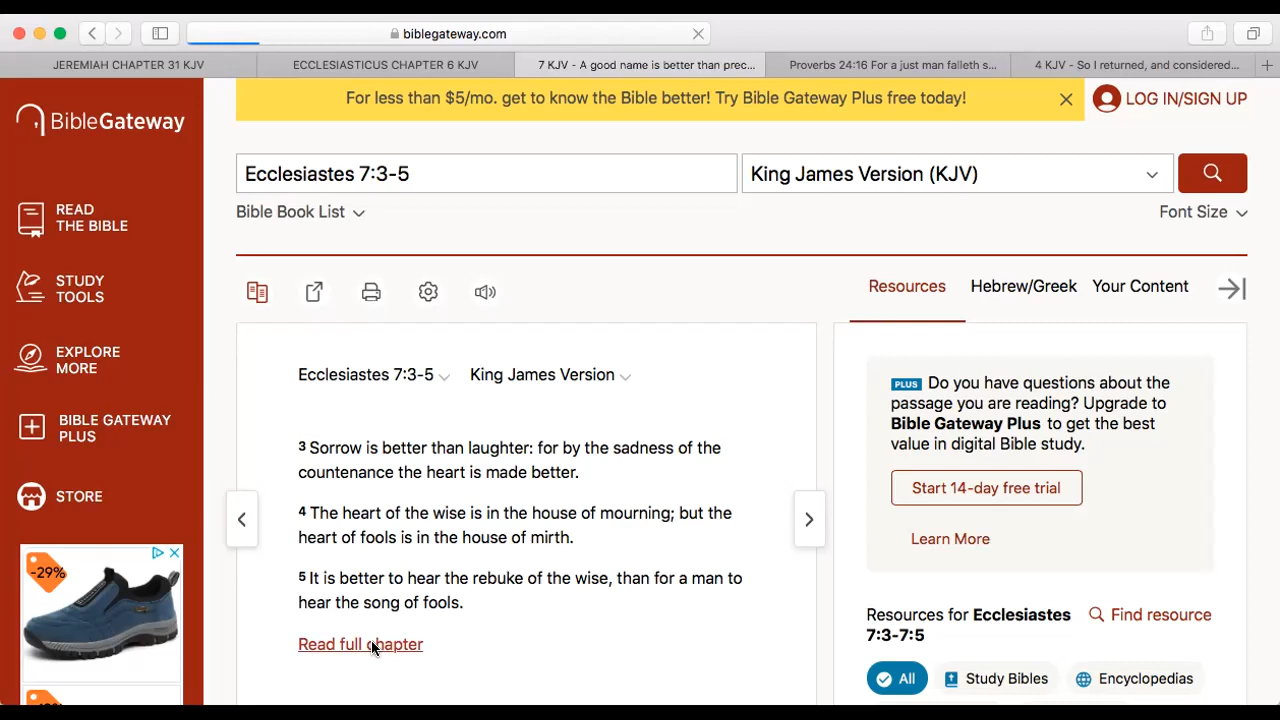 biblegateway.com
JEREMIAH CHAPTER 31 KJV
ECCLESIASTICUS CHAPTER 6 KJV
7 KJV - A good name is better than prec...
Proverbs 24:16 For a just man falleth s...
4 KJV - So I returned, and considered...
For less than $5/mo. get to know the Bible better! Try Bible Gateway Plus free today!
LOG IN/SIGN UP
BibleGateway
Ecclesiastes 7:3-5
King James Version (KJV)
Bible Book List
Font Size
READ
THE BIBLE
STUDY
TOOLS
EXPLORE
MORE
BIBLE GATEWAY
PLUS
STORE
-29%
Resources
Hebrew/Greek
Your Content
Ecclesiastes 7:3-5
King James Version
3 Sorrow is better than laughter: for by the sadness of the
countenance the heart is made better.
4 The heart of the wise is in the house of mourning; but the
heart of fools is in the house of mirth.
5 It is better to hear the rebuke of the wise, than for a man to
hear the song of fools.
Read full chapter
PLUS Do you have questions about the
passage you are reading? Upgrade to
Bible Gateway Plus to get the best
value in digital Bible study.
Start 14-day free trial
Learn More
Resources for Ecclesiastes
7:3-7:5
Find resource
All
Study Bibles
Encyclopedias